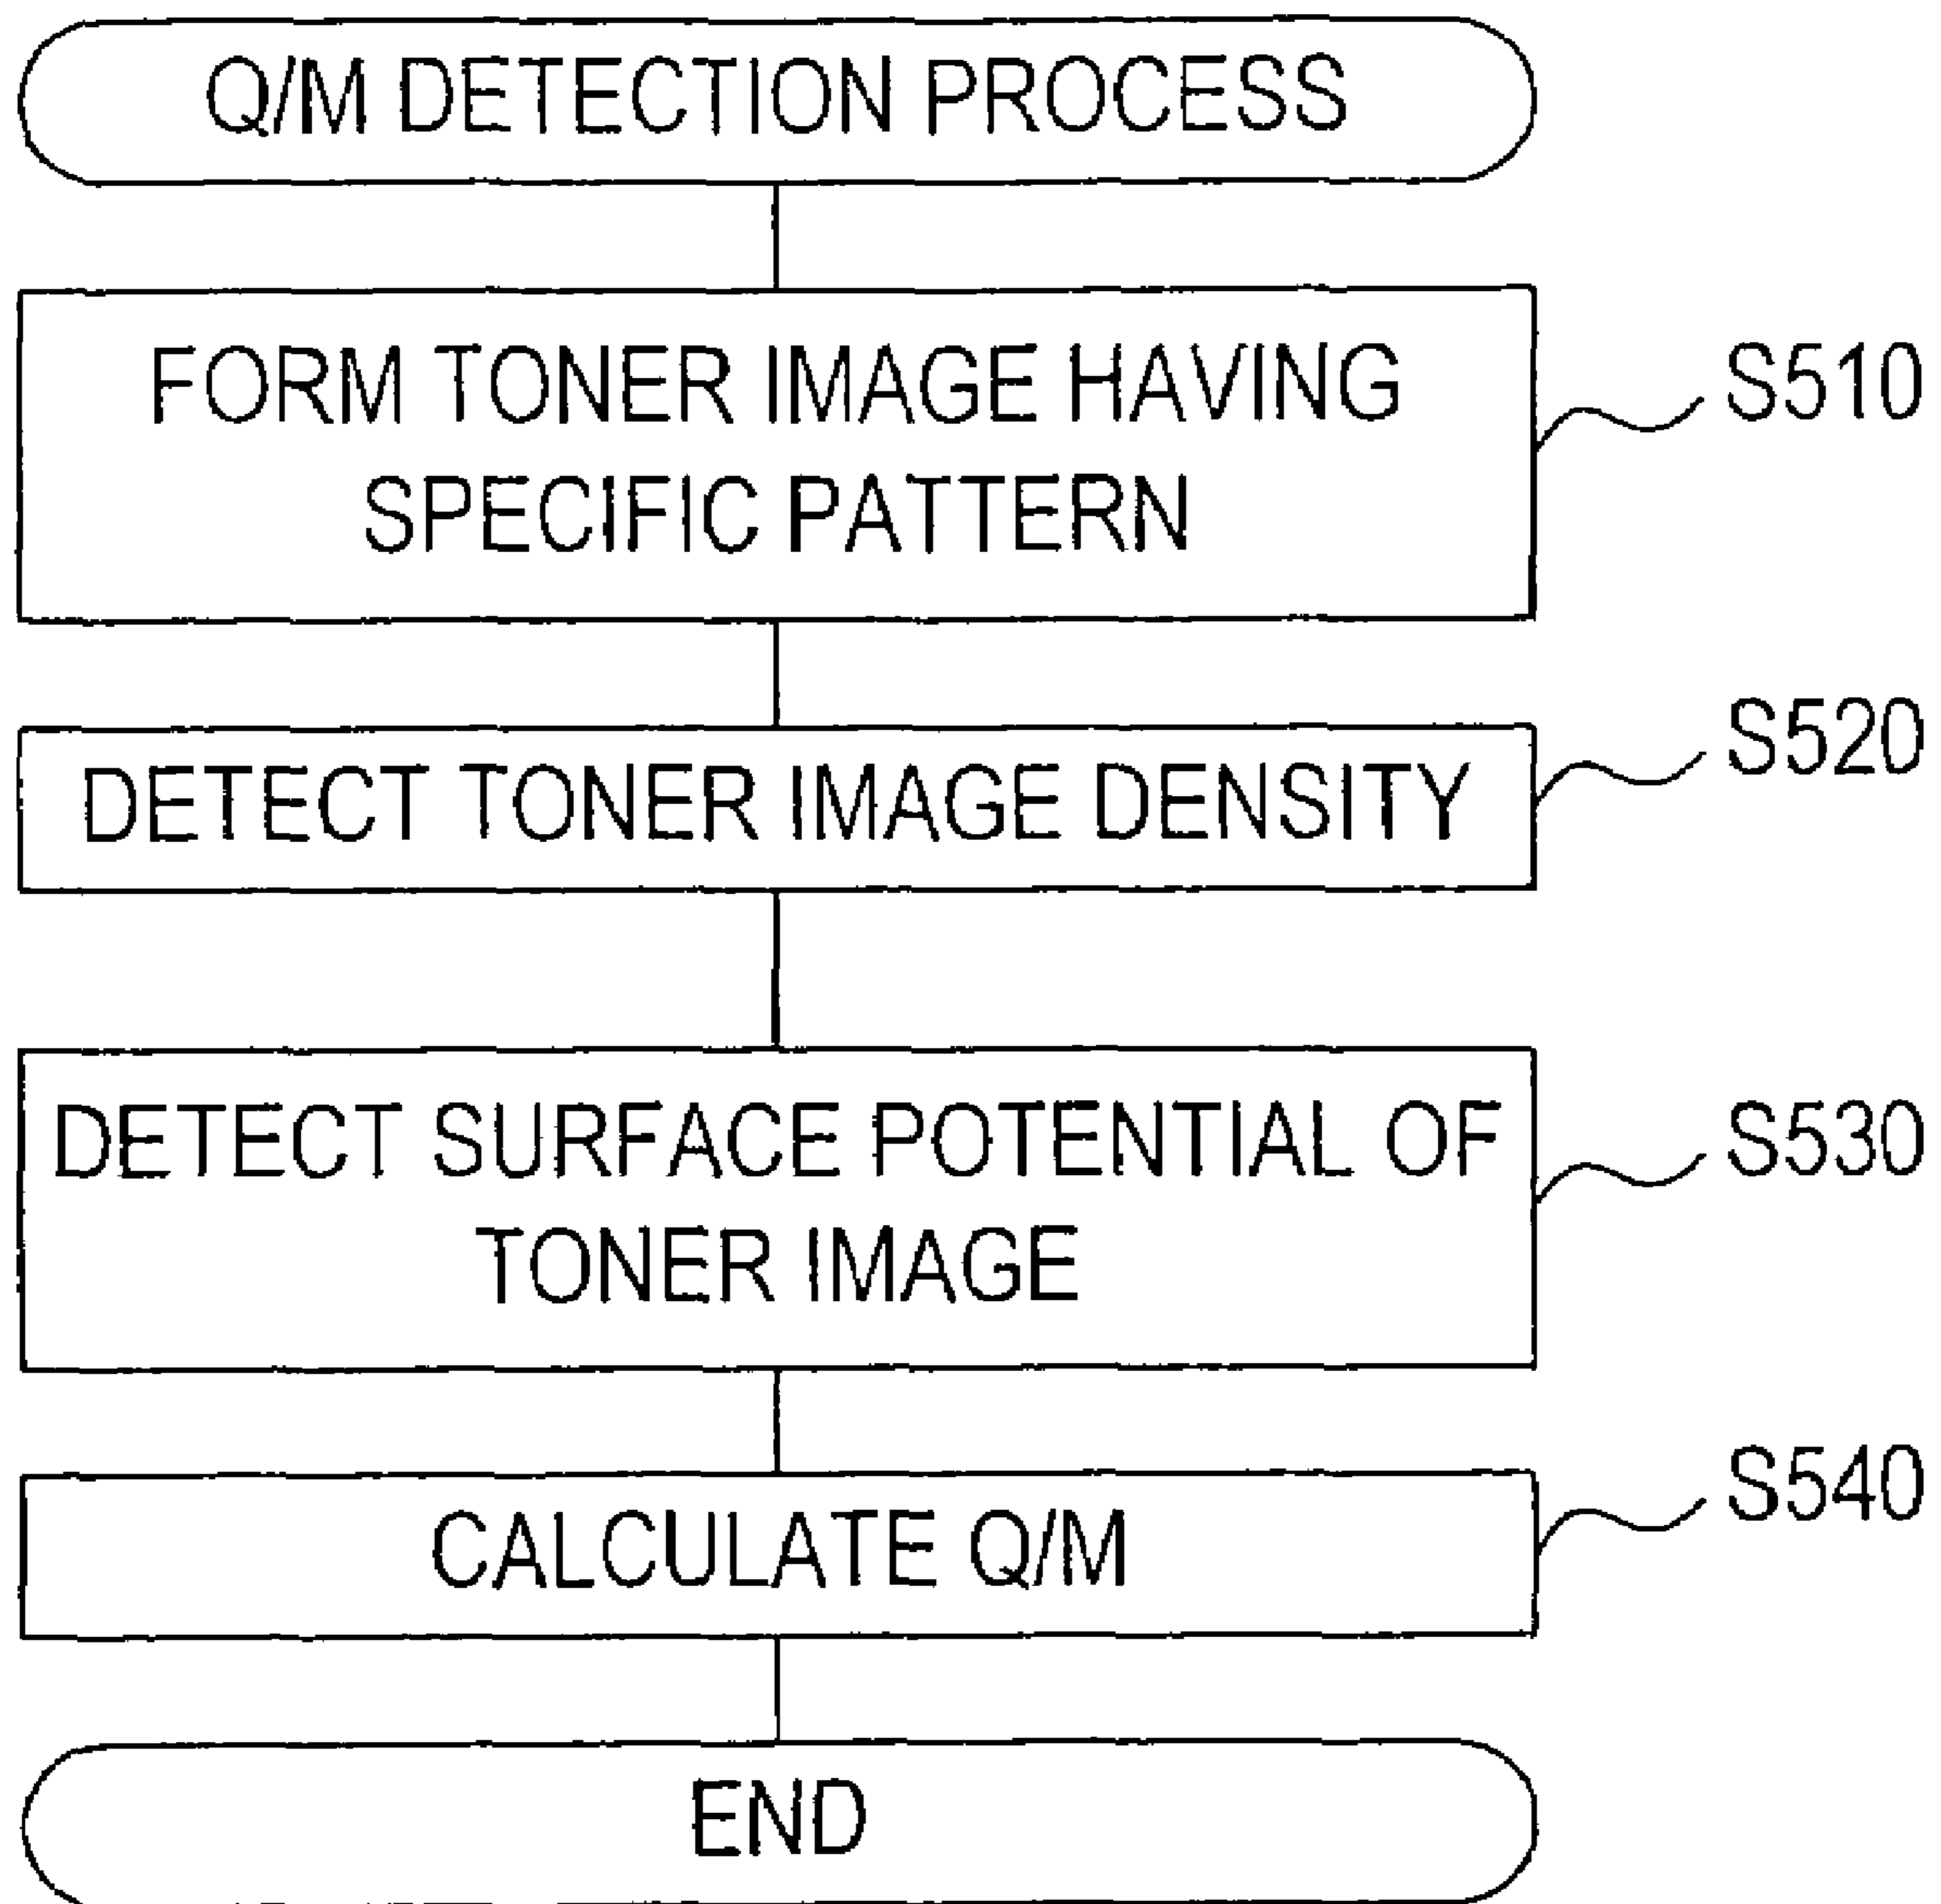 Q/M DETECTION PROCESS
FORM TONER IMAGE HAVING
SPECIFIC PATTERN
S510
DETECT TONER IMAGE DENSITY
S520
DETECT SURFACE POTENTIAL OF
TONER IMAGE
S530
CALCULATE Q/M
S540
END